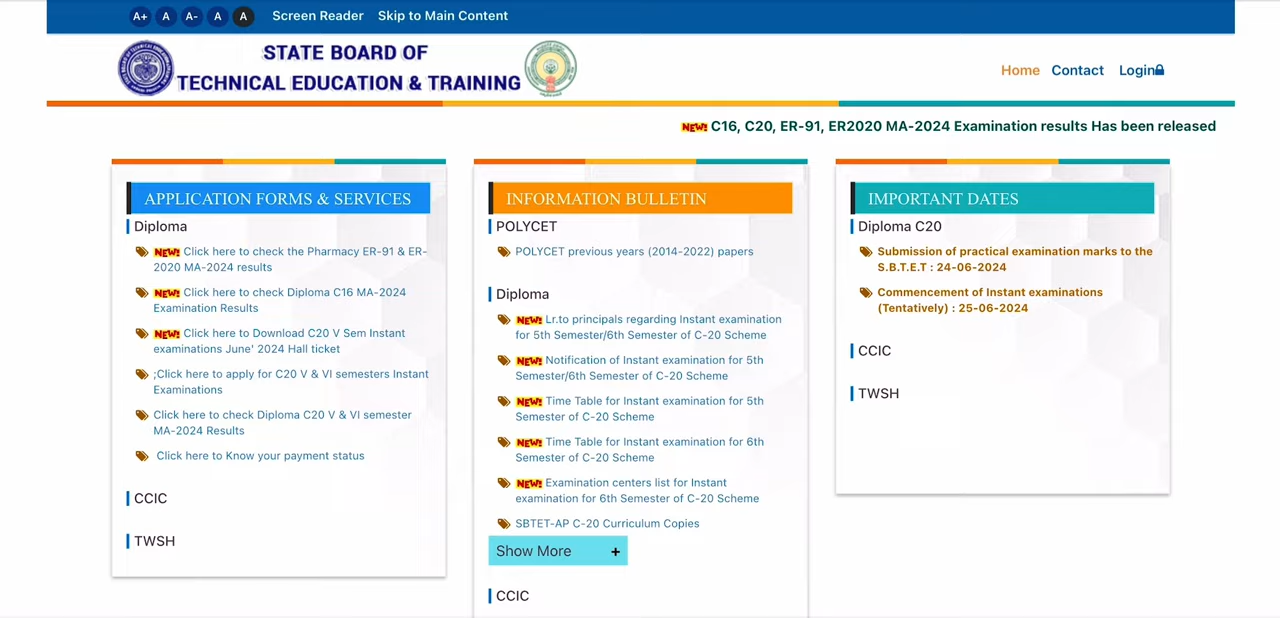 A+ A A- A A Screen Reader Skip to Main Content
STATE BOARD OF
TECHNICAL EDUCATION & TRAINING
Home Contact Login
NEW! C16, C20, ER-91, ER2020 MA-2024 Examination results Has been released
APPLICATION FORMS & SERVICES
Diploma
NEW! Click here to check the Pharmacy ER-91 & ER-
2020 MA-2024 results
NEW! Click here to check Diploma C16 MA-2024
Examination Results
NEW! Click here to Download C20 V Sem Instant
examinations June' 2024 Hall ticket
;Click here to apply for C20 V & VI semesters Instant
Examinations
Click here to check Diploma C20 V & VI semester
MA-2024 Results
Click here to Know your payment status
CCIC
TWSH
INFORMATION BULLETIN
POLYCET
POLYCET previous years (2014-2022) papers
Diploma
NEW! Lr.to principals regarding Instant examination
for 5th Semester/6th Semester of C-20 Scheme
NEW! Notification of Instant examination for 5th
Semester/6th Semester of C-20 Scheme
NEW! Time Table for Instant examination for 5th
Semester of C-20 Scheme
NEW! Time Table for Instant examination for 6th
Semester of C-20 Scheme
NEW! Examination centers list for Instant
examination for 6th Semester of C-20 Scheme
SBTET-AP C-20 Curriculum Copies
Show More +
CCIC
IMPORTANT DATES
Diploma C20
Submission of practical examination marks to the
S.B.T.E.T : 24-06-2024
Commencement of Instant examinations
(Tentatively) : 25-06-2024
CCIC
TWSH